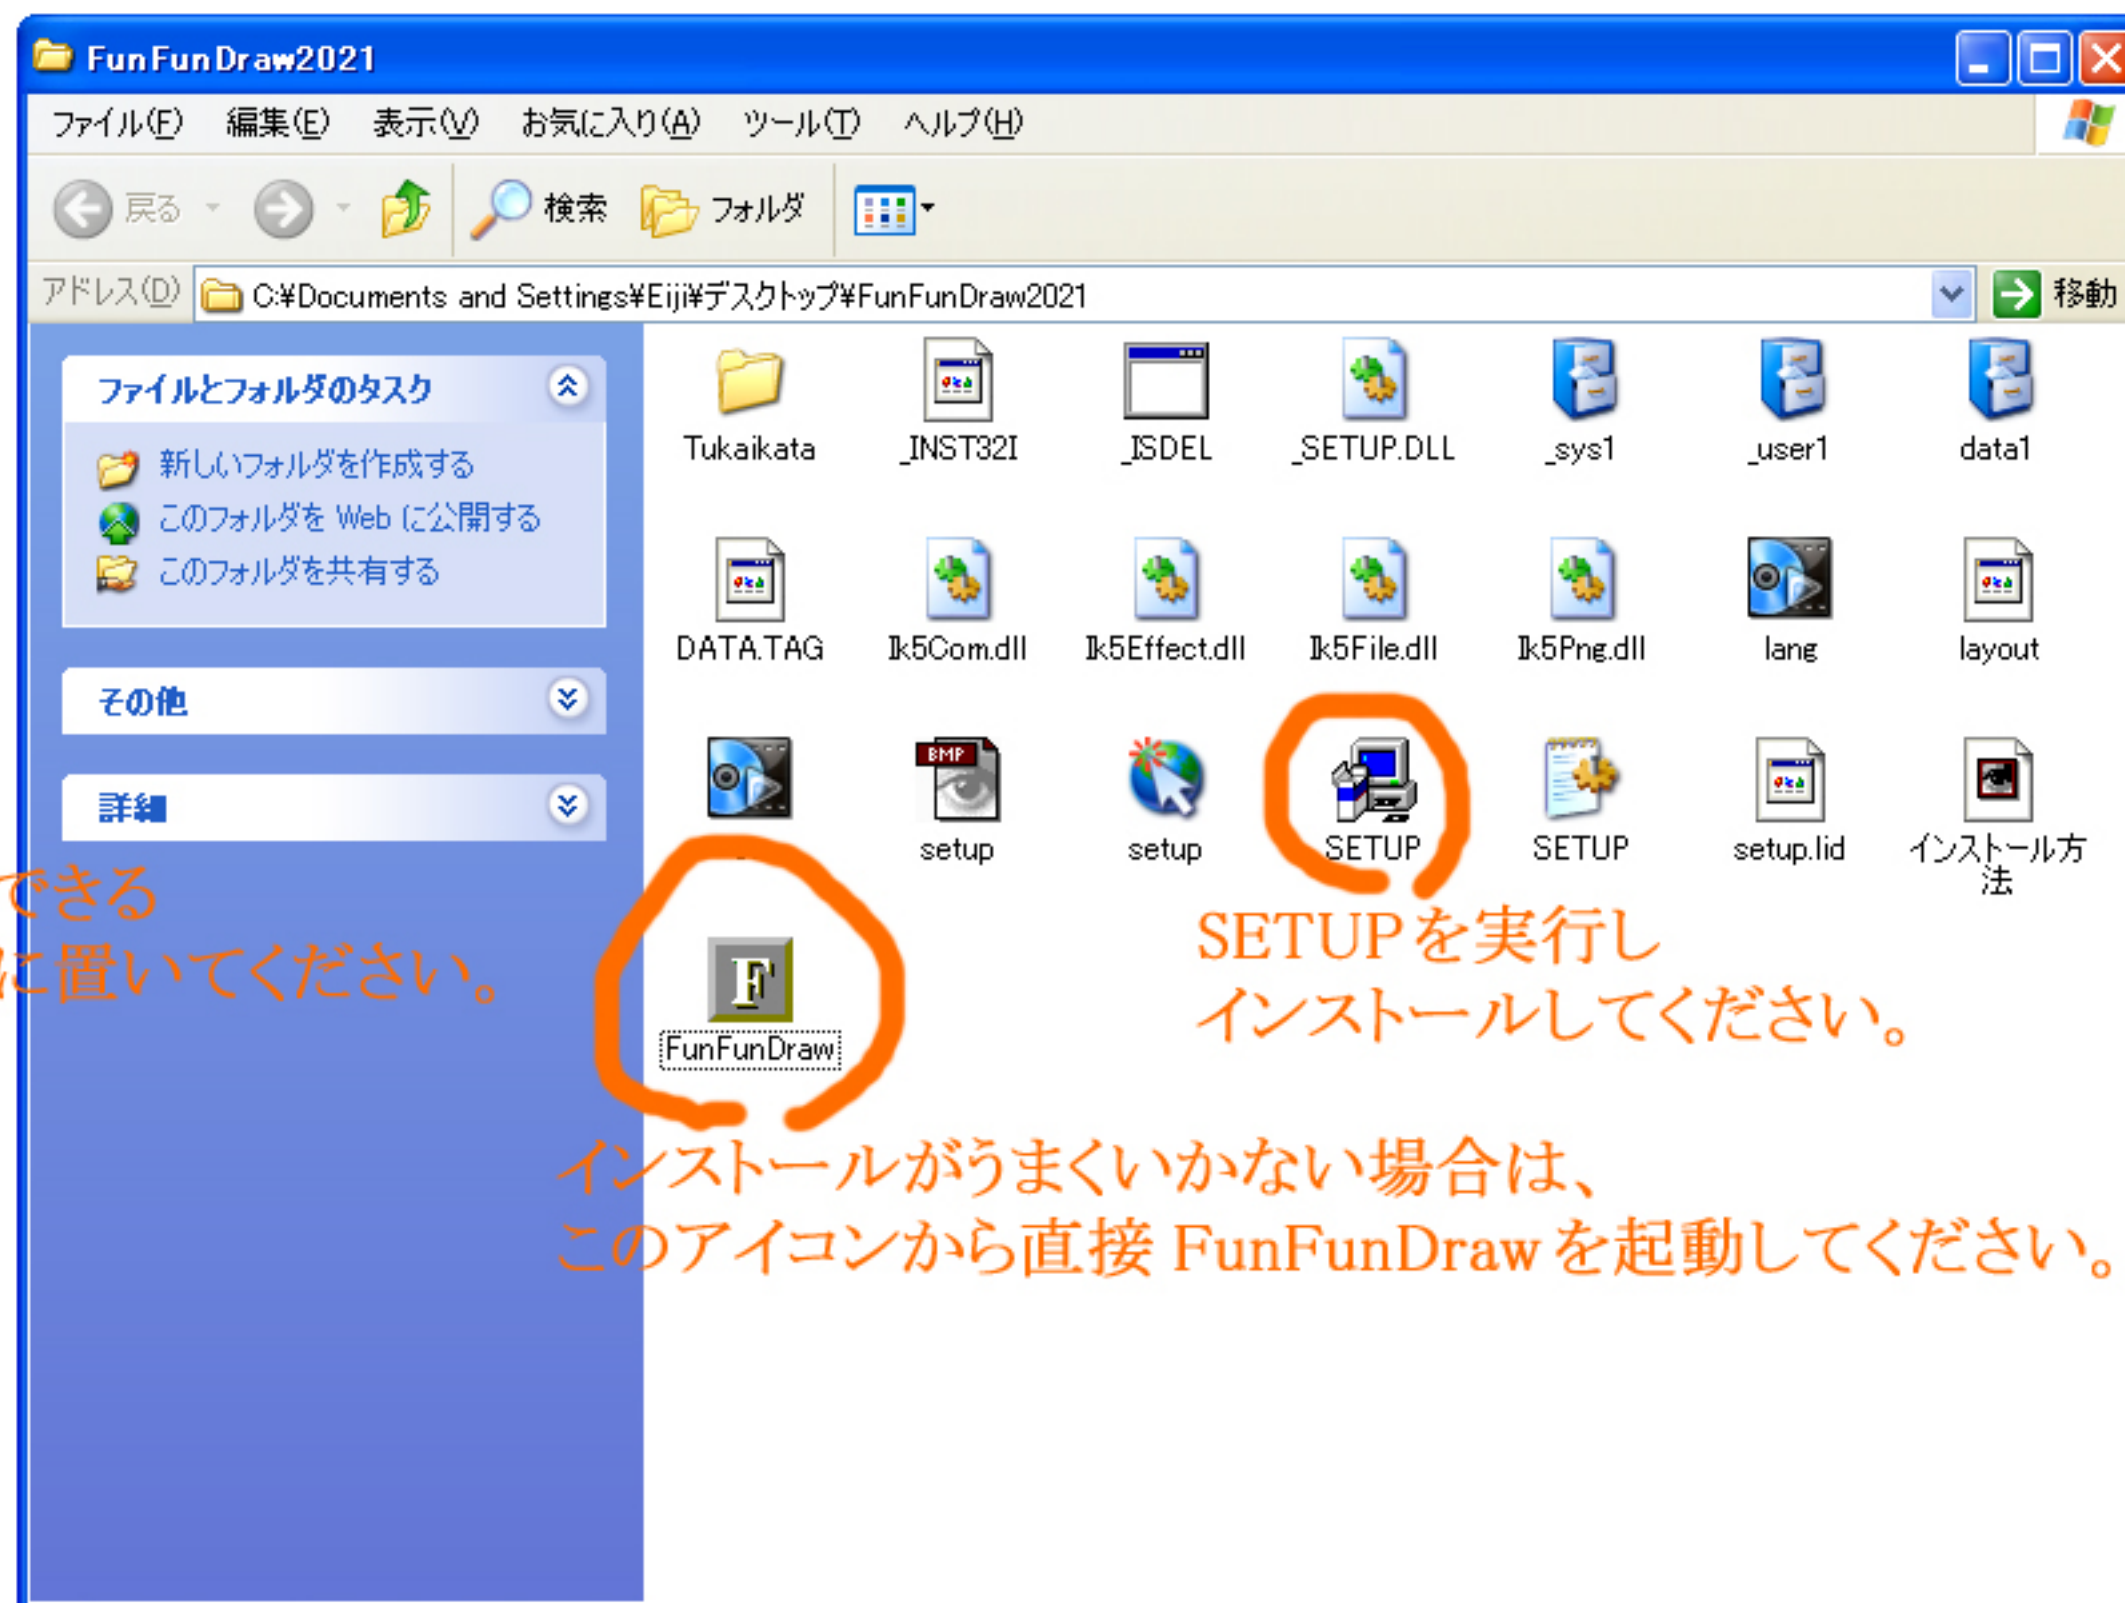 FunFunDraw2021
ファイル(F) 編集(E) 表示(V) お気に入り(A) ツール(T) ヘルプ(H)
戻る 検索 フォルダ
アドレス(D) C:¥Documents and Settings¥Eiji¥デスクトップ¥FunFunDraw2021 移動
ファイルとフォルダのタスク
新しいフォルダを作成する
このフォルダを Web に公開する
このフォルダを共有する
その他
詳細
Tukaikata _INST32I _ISDEL _SETUP.DLL _sys1 _user1 data1
DATA.TAG Ik5Com.dll Ik5Effect.dll Ik5File.dll Ik5Png.dll lang layout
BMP
setup setup SETUP SETUP setup.lid インストール方
法
できる
に置いてください。
SETUPを実行し
インストールしてください。
F
FunFunDraw
インストールがうまくいかない場合は、
このアイコンから直接 FunFunDraw を起動してください。